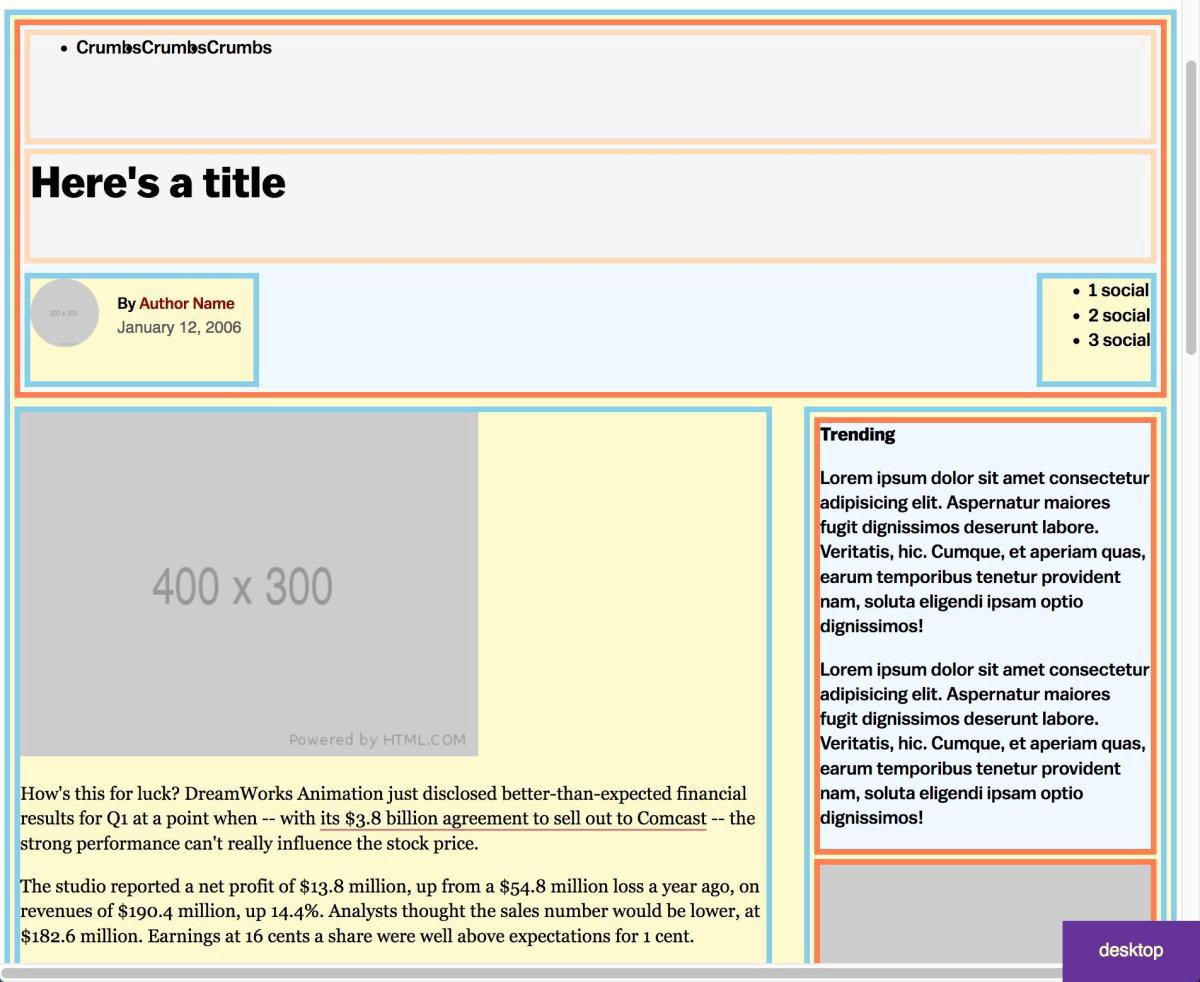 CrumbsCrumbsCrumbs
Here's a title
300 x 300
By Author Name
January 12, 2006
1 social
2 social
3 social
400 x 300
Powered by HTML.COM
How's this for luck? DreamWorks Animation just disclosed better-than-expected financial
results for Q1 at a point when -- with its $3.8 billion agreement to sell out to Comcast -- the
strong performance can't really influence the stock price.
The studio reported a net profit of $13.8 million, up from a $54.8 million loss a year ago, on
revenues of $190.4 million, up 14.4%. Analysts thought the sales number would be lower, at
$182.6 million. Earnings at 16 cents a share were well above expectations for 1 cent.
Trending
Lorem ipsum dolor sit amet consectetur
adipisicing elit. Aspernatur maiores
fugit dignissimos deserunt labore.
Veritatis, hic. Cumque, et aperiam quas,
earum temporibus tenetur provident
nam, soluta eligendi ipsam optio
dignissimos!
Lorem ipsum dolor sit amet consectetur
adipisicing elit. Aspernatur maiores
fugit dignissimos deserunt labore.
Veritatis, hic. Cumque, et aperiam quas,
earum temporibus tenetur provident
nam, soluta eligendi ipsam optio
dignissimos!
desktop